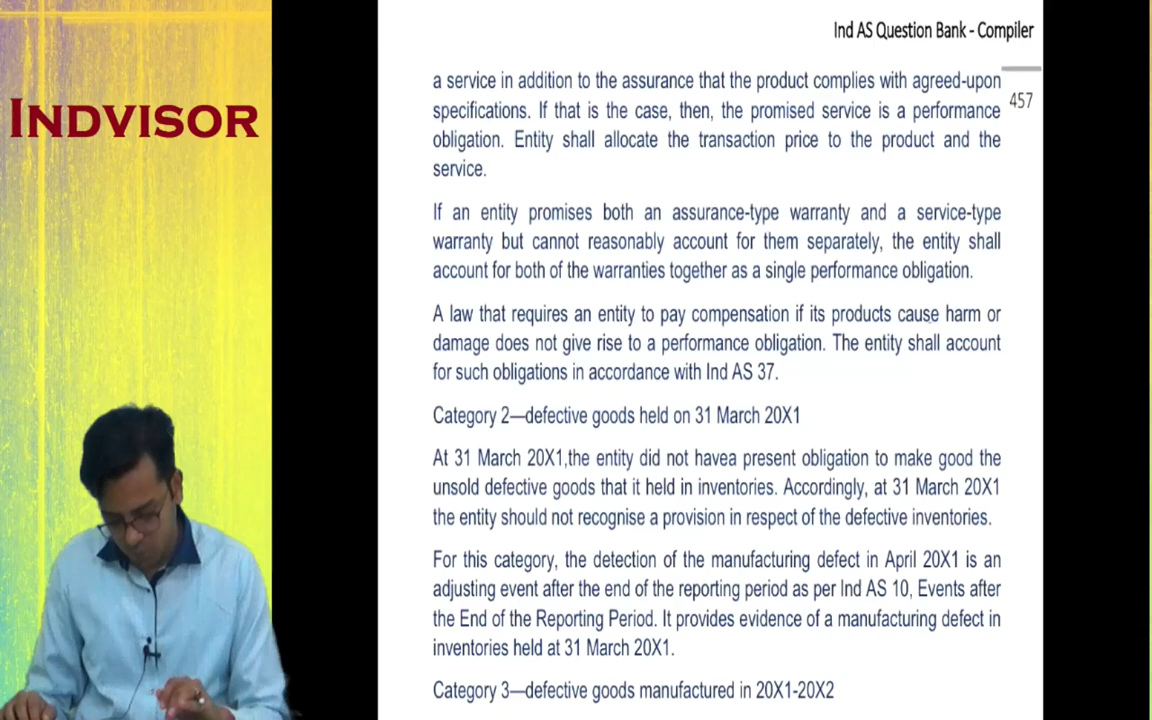 Ind AS Question Bank - Compiler
457
INDVISOR
a service in addition to the assurance that the product complies with agreed-upon
specifications. If that is the case, then, the promised service is a performance
obligation. Entity shall allocate the transaction price to the product and the
service.
If an entity promises both an assurance-type warranty and a service-type
warranty but cannot reasonably account for them separately, the entity shall
account for both of the warranties together as a single performance obligation.
A law that requires an entity to pay compensation if its products cause harm or
damage does not give rise to a performance obligation. The entity shall account
for such obligations in accordance with Ind AS 37.
Category 2—defective goods held on 31 March 20X1
At 31 March 20X1,the entity did not havea present obligation to make good the
unsold defective goods that it held in inventories. Accordingly, at 31 March 20X1
the entity should not recognise a provision in respect of the defective inventories.
For this category, the detection of the manufacturing defect in April 20X1 is an
adjusting event after the end of the reporting period as per Ind AS 10, Events after
the End of the Reporting Period. It provides evidence of a manufacturing defect in
inventories held at 31 March 20X1.
Category 3—defective goods manufactured in 20X1-20X2